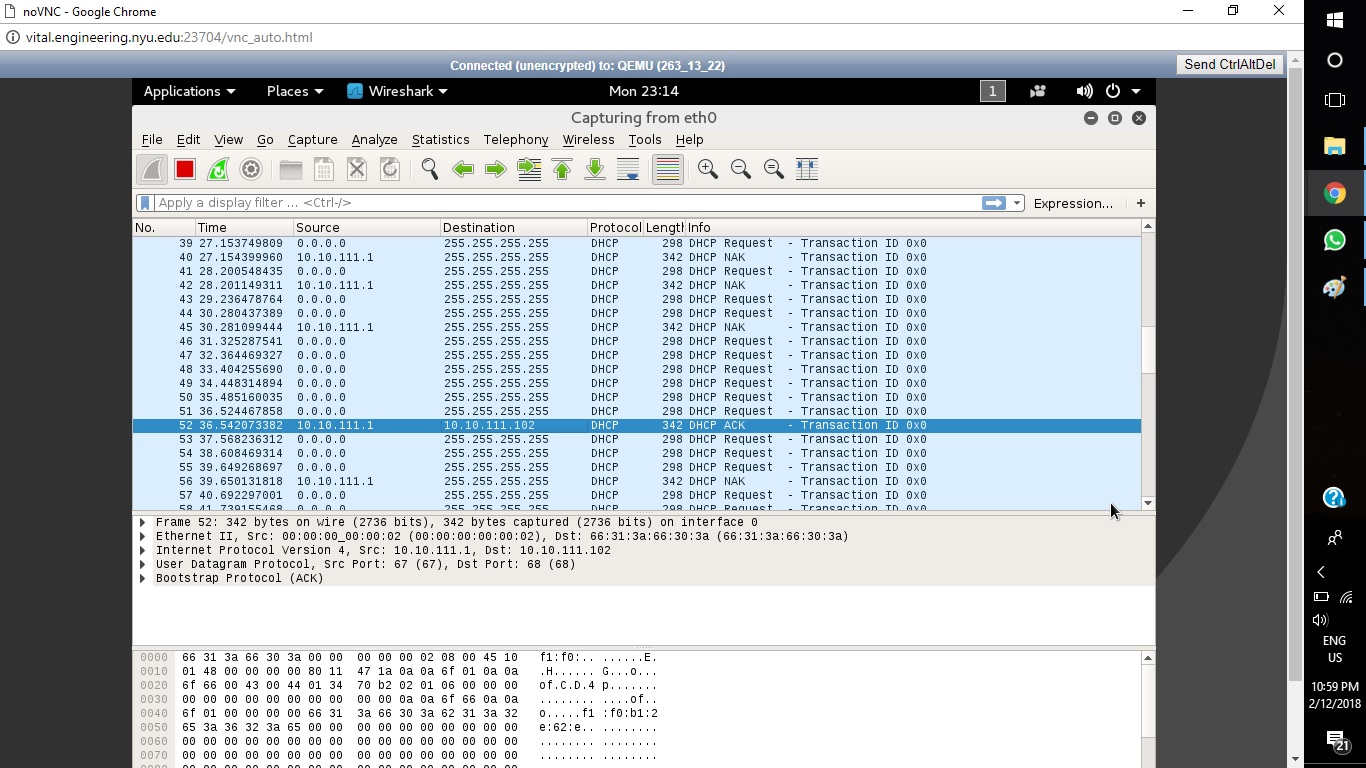 noVNC - Google Chrome
vital.engineering.nyu.edu:23704/vnc_auto.html
Connected (unencrypted) to: QEMU (263_13_22)
Send CtrlAltDel
Applications Places Wireshark Mon 23:14 1
Capturing from eth0
File Edit View Go Capture Analyze Statistics Telephony Wireless Tools Help
Apply a display filter ... <Ctrl-/> Expression... +
No. Time Source Destination Protocol Length Info
39 27.153749809 0.0.0.0 255.255.255.255 DHCP 298 DHCP Request - Transaction ID 0x0
40 27.154399960 10.10.111.1 255.255.255.255 DHCP 342 DHCP NAK - Transaction ID 0x0
41 28.200548435 0.0.0.0 255.255.255.255 DHCP 298 DHCP Request - Transaction ID 0x0
42 28.201149311 10.10.111.1 255.255.255.255 DHCP 342 DHCP NAK - Transaction ID 0x0
43 29.236478764 0.0.0.0 255.255.255.255 DHCP 298 DHCP Request - Transaction ID 0x0
44 30.280437389 0.0.0.0 255.255.255.255 DHCP 298 DHCP Request - Transaction ID 0x0
45 30.281099444 10.10.111.1 255.255.255.255 DHCP 342 DHCP NAK - Transaction ID 0x0
46 31.325287541 0.0.0.0 255.255.255.255 DHCP 298 DHCP Request - Transaction ID 0x0
47 32.364469327 0.0.0.0 255.255.255.255 DHCP 298 DHCP Request - Transaction ID 0x0
48 33.404255690 0.0.0.0 255.255.255.255 DHCP 298 DHCP Request - Transaction ID 0x0
49 34.448314894 0.0.0.0 255.255.255.255 DHCP 298 DHCP Request - Transaction ID 0x0
50 35.485160035 0.0.0.0 255.255.255.255 DHCP 298 DHCP Request - Transaction ID 0x0
51 36.524467858 0.0.0.0 255.255.255.255 DHCP 298 DHCP Request - Transaction ID 0x0
52 36.542073382 10.10.111.1 10.10.111.102 DHCP 342 DHCP ACK - Transaction ID 0x0
53 37.568236312 0.0.0.0 255.255.255.255 DHCP 298 DHCP Request - Transaction ID 0x0
54 38.608469314 0.0.0.0 255.255.255.255 DHCP 298 DHCP Request - Transaction ID 0x0
55 39.649268697 0.0.0.0 255.255.255.255 DHCP 298 DHCP Request - Transaction ID 0x0
56 39.650131818 10.10.111.1 255.255.255.255 DHCP 342 DHCP NAK - Transaction ID 0x0
57 40.692297001 0.0.0.0 255.255.255.255 DHCP 298 DHCP Request - Transaction ID 0x0
58 41.739155468 0.0.0.0 255.255.255.255 DHCP 298 DHCP Request - Transaction ID 0x0
Frame 52: 342 bytes on wire (2736 bits), 342 bytes captured (2736 bits) on interface 0
Ethernet II, Src: 00:00:00_00:00:02 (00:00:00:00:00:02), Dst: 66:31:3a:66:30:3a (66:31:3a:66:30:3a)
Internet Protocol Version 4, Src: 10.10.111.1, Dst: 10.10.111.102
User Datagram Protocol, Src Port: 67 (67), Dst Port: 68 (68)
Bootstrap Protocol (ACK)
0000 66 31 3a 66 30 3a 00 00 00 00 00 02 08 00 45 10 f1:f0:.. ......E.
0010 01 48 00 00 00 00 80 11 47 1a 0a 0a 6f 01 0a 0a .H...... G...o...
0020 6f 66 00 43 00 44 01 34 70 b2 02 01 06 00 00 00 of.C.D.4 p.......
0030 00 00 00 00 00 00 00 00 0a 0a 6f 66 0a 0a ........ ....of..
0040 6f 01 00 00 00 00 66 31 3a 66 30 3a 62 31 3a 32 o.....f1 :f0:b1:2
0050 65 3a 36 32 3a 65 00 00 00 00 00 00 00 00 00 00 e:62:e.. ........
0060 00 00 00 00 00 00 00 00 00 00 00 00 00 00 00 00 ........ ........
0070 00 00 00 00 00 00 00 00 00 00 00 00 00 00 00 00 ........ ........
ENG
US
10:59 PM
2/12/2018
21